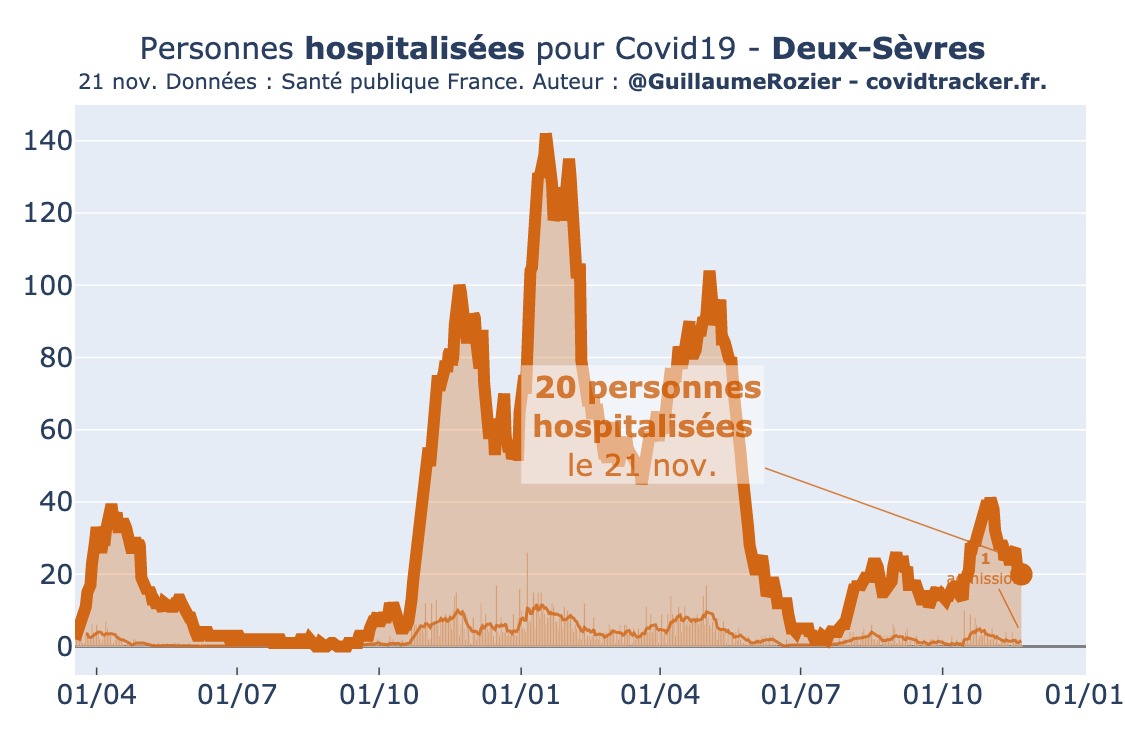 Personnes hospitalisées pour Covid19 - Deux-Sèvres
21 nov. Données : Santé publique France. Auteur : @GuillaumeRozier - covidtracker.fr.
140
120
100
80
60
40
20
0
20 personnes
hospitalisées
le 21 nov.
1
01/04 01/07 01/10 01/01 01/04 01/07 01/10 01/01